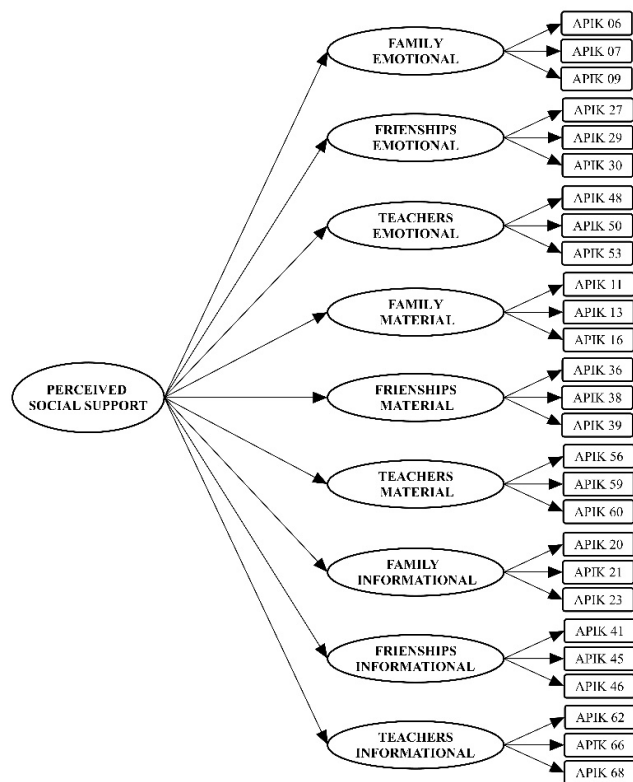 FAMILY
EMOTIONAL
APIK 06
APIK 07
APIK 09
FRIENSHIPS
EMOTIONAL
APIK 27
APIK 29
APIK 30
TEACHERS
EMOTIONAL
APIK 48
APIK 50
APIK 53
FAMILY
MATERIAL
APIK 11
APIK 13
APIK 16
PERCEIVED
SOCIAL SUPPORT
FRIENSHIPS
MATERIAL
APIK 36
APIK 38
APIK 39
TEACHERS
MATERIAL
APIK 56
APIK 59
APIK 60
FAMILY
INFORMATIONAL
APIK 20
APIK 21
APIK 23
FRIENSHIPS
INFORMATIONAL
APIK 41
APIK 45
APIK 46
TEACHERS
INFORMATIONAL
APIK 62
APIK 66
APIK 68